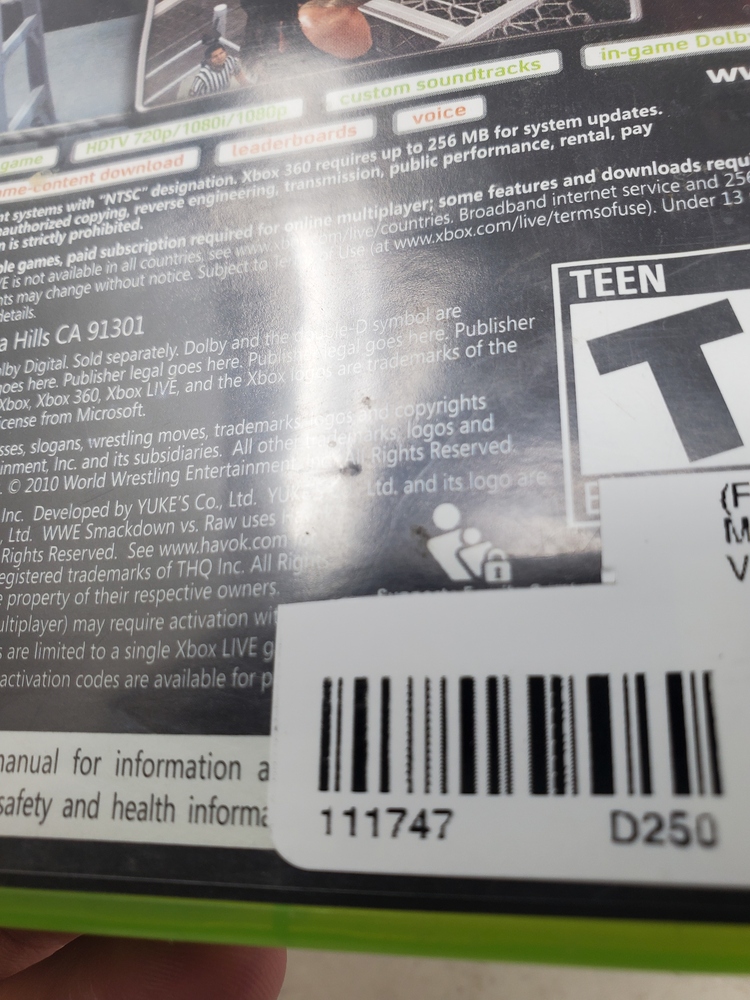 custom soundtracks
in-game Dolby
game
HDTV 720p/1080i/1080p
ww
me-content download
leaderboards
voice
nt systems with "NTSC" designation. Xbox 360 requires up to 256 MB for system updates.
authorized copying, reverse engineering, transmission, public performance, rental, pay
n is strictly prohibited.
ole games, paid subscription required for online multiplayer; some features and downloads requ
VE is not available in all countries, see www.xbox.com/live/countries. Broadband internet service and 256
nts may change without notice. Subject to Terms of Use (at www.xbox.com/live/termsofuse). Under 13
details.
a Hills CA 91301
TEEN
T
olby Digital. Sold separately. Dolby and the double-D symbol are
goes here. Publisher legal goes here. Publisher legal goes here. Publisher
Xbox, Xbox 360, Xbox LIVE, and the Xbox logos are trademarks of the
icense from Microsoft.
sses, slogans, wrestling moves, trademarks, logos and copyrights
inment, Inc. and its subsidiaries. All other trademarks, logos and
. © 2010 World Wrestling Entertainment, Inc. All Rights Reserved.
Inc. Developed by YUKE'S Co., Ltd. YUKE'S Ltd. and its logo are
, Ltd. WWE Smackdown vs. Raw uses H
Rights Reserved. See www.havok.com
egistered trademarks of THQ Inc. All Righ
e property of their respective owners.
ultiplayer) may require activation wit
s are limited to a single Xbox LIVE g
activation codes are available for p
(F
M
V
manual for information a
safety and health informa
111747 D250